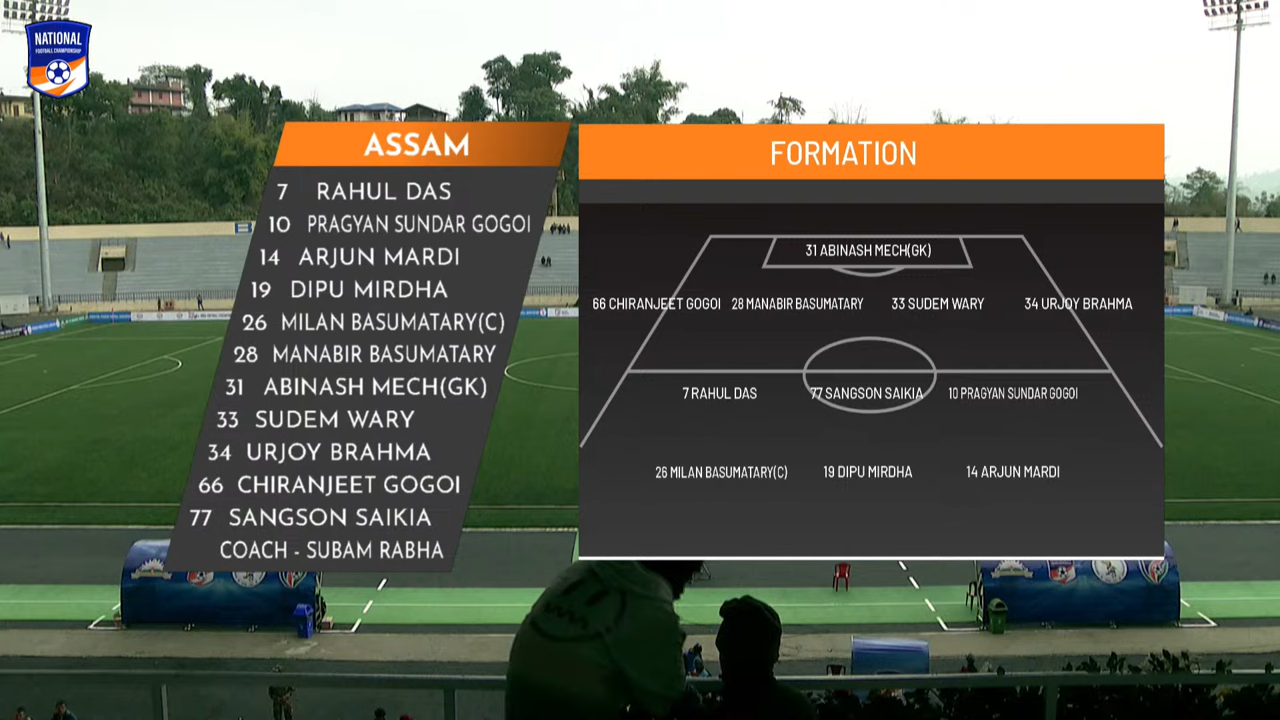 NATIONAL
FOOTBALL CHAMPIONSHIP
ASSAM
7 RAHUL DAS
10 PRAGYAN SUNDAR GOGOI
14 ARJUN MARDI
19 DIPU MIRDHA
26 MILAN BASUMATARY(C)
28 MANABIR BASUMATARY
31 ABINASH MECH(GK)
33 SUDEM WARY
34 URJOY BRAHMA
66 CHIRANJEET GOGOI
77 SANGSON SAIKIA
COACH - SUBAM RABHA
FORMATION
31 ABINASH MECH(GK)
66 CHIRANJEET GOGOI 28 MANABIR BASUMATARY 33 SUDEM WARY 34 URJOY BRAHMA
7 RAHUL DAS 77 SANGSON SAIKIA 10 PRAGYAN SUNDAR GOGOI
26 MILAN BASUMATARY(C) 19 DIPU MIRDHA 14 ARJUN MARDI